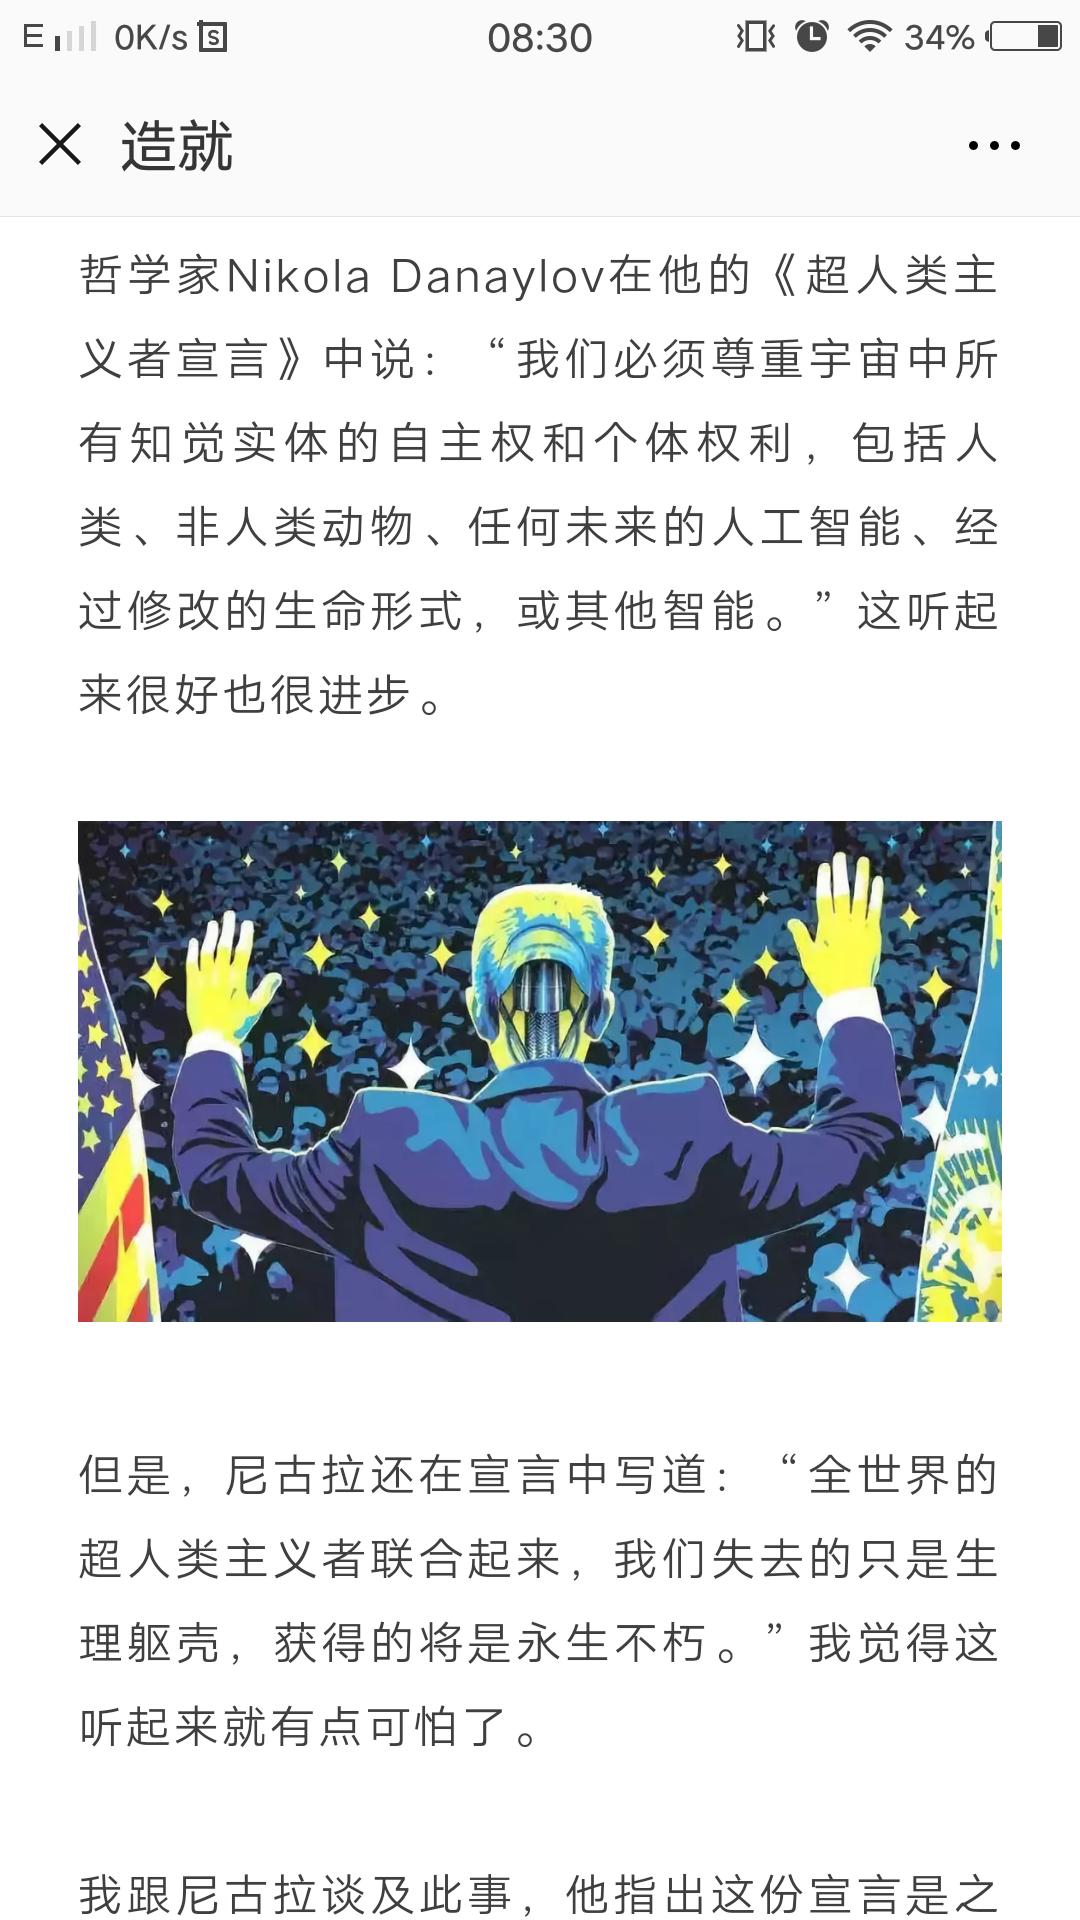 E 0K/s S 08:30 34%
造就
哲学家Nikola Danaylov在他的《超人类主
义者宣言》中说：“我们必须尊重宇宙中所
有知觉实体的自主权和个体权利，包括人
类、非人类动物、任何未来的人工智能、经
过修改的生命形式，或其他智能。”这听起
来很好也很进步。
但是，尼古拉还在宣言中写道：“全世界的
超人类主义者联合起来，我们失去的只是生
理躯壳，获得的将是永生不朽。”我觉得这
听起来就有点可怕了。
我跟尼古拉谈及此事，他指出这份宣言是之